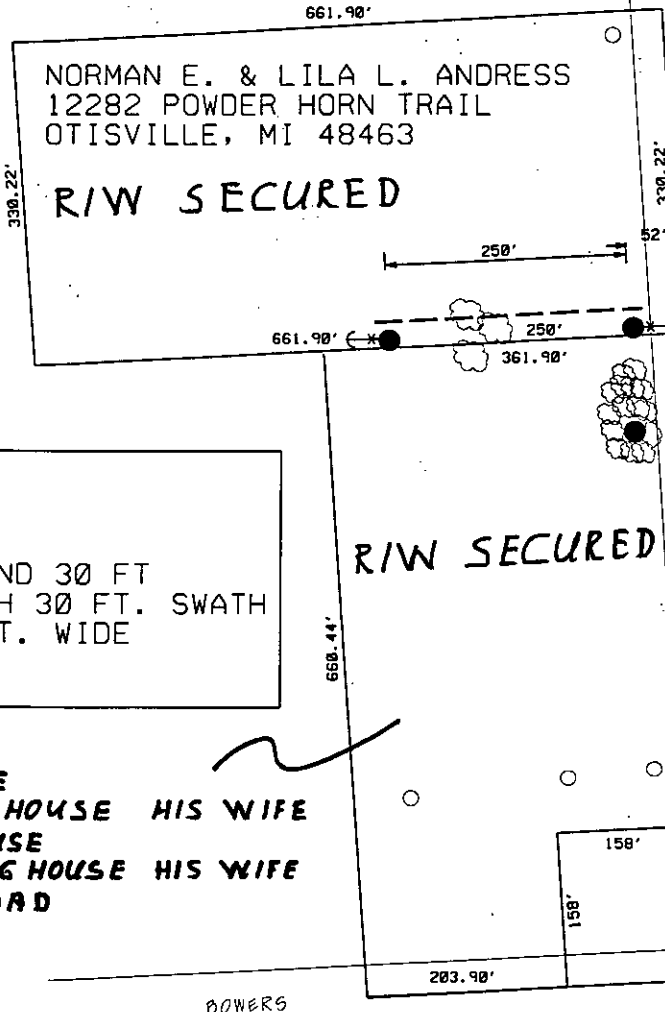 661.90'
NORMAN E. & LILA L. ANDRESS
12282 POWDER HORN TRAIL
OTISVILLE, MI 48463
330.22'
330.22'
R/W SECURED
52'
250'
661.90'
250'
361.90'
R/W SECURED
ND 30 FT
H 30 FT. SWATH
T. WIDE
660.44'
E
HOUSE HIS WIFE
USE
G HOUSE HIS WIFE
OAD
158'
158'
203.90'
BOWERS